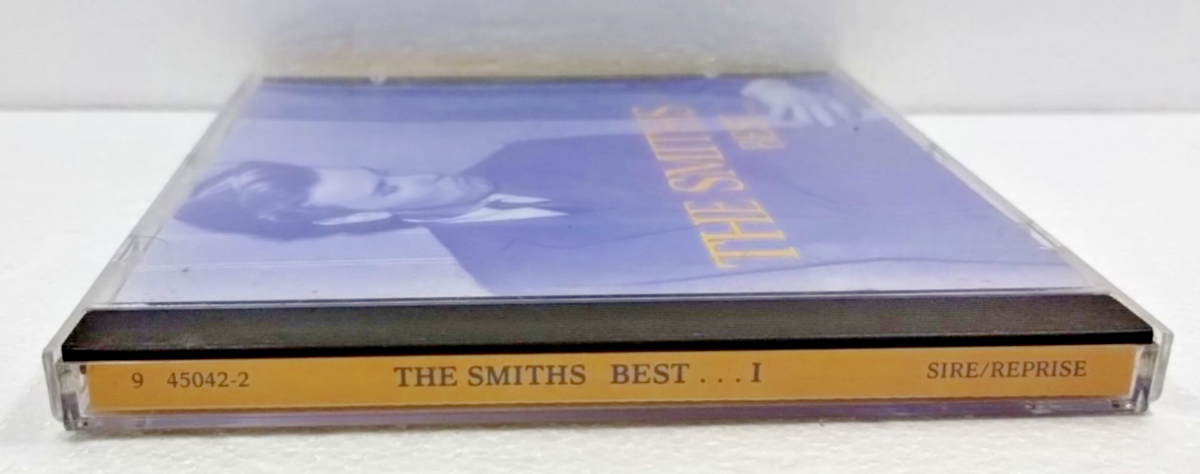 THE SMITHS
BEST
9 45042-2 THE SMITHS BEST . . . I SIRE/REPRISE